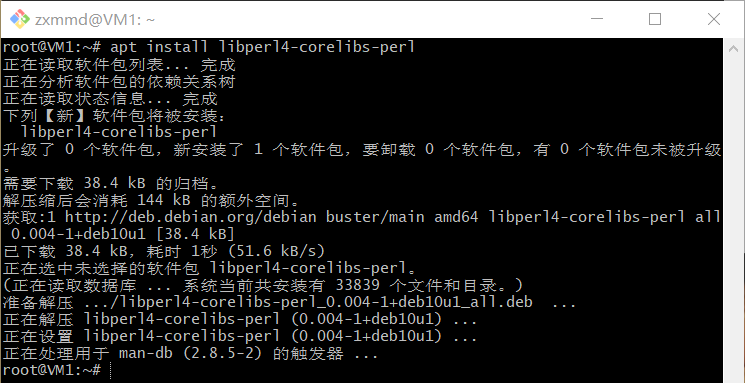 zxmmd@VM1: ~
root@VM1:~# apt install libperl4-corelibs-perl
正在读取软件包列表... 完成
正在分析软件包的依赖关系树
正在读取状态信息... 完成
下列【新】软件包将被安装：
  libperl4-corelibs-perl
升级了 0 个软件包，新安装了 1 个软件包，要卸载 0 个软件包，有 0 个软件包未被升级
。
需要下载 38.4 kB 的归档。
解压缩后会消耗 144 kB 的额外空间。
获取:1 http://deb.debian.org/debian buster/main amd64 libperl4-corelibs-perl all
 0.004-1+deb10u1 [38.4 kB]
已下载 38.4 kB，耗时 1秒 (51.6 kB/s)
正在选中未选择的软件包 libperl4-corelibs-perl。
(正在读取数据库 ... 系统当前共安装有 33839 个文件和目录。)
准备解压 .../libperl4-corelibs-perl_0.004-1+deb10u1_all.deb  ...
正在解压 libperl4-corelibs-perl (0.004-1+deb10u1) ...
正在设置 libperl4-corelibs-perl (0.004-1+deb10u1) ...
正在处理用于 man-db (2.8.5-2) 的触发器 ...
root@VM1:~#